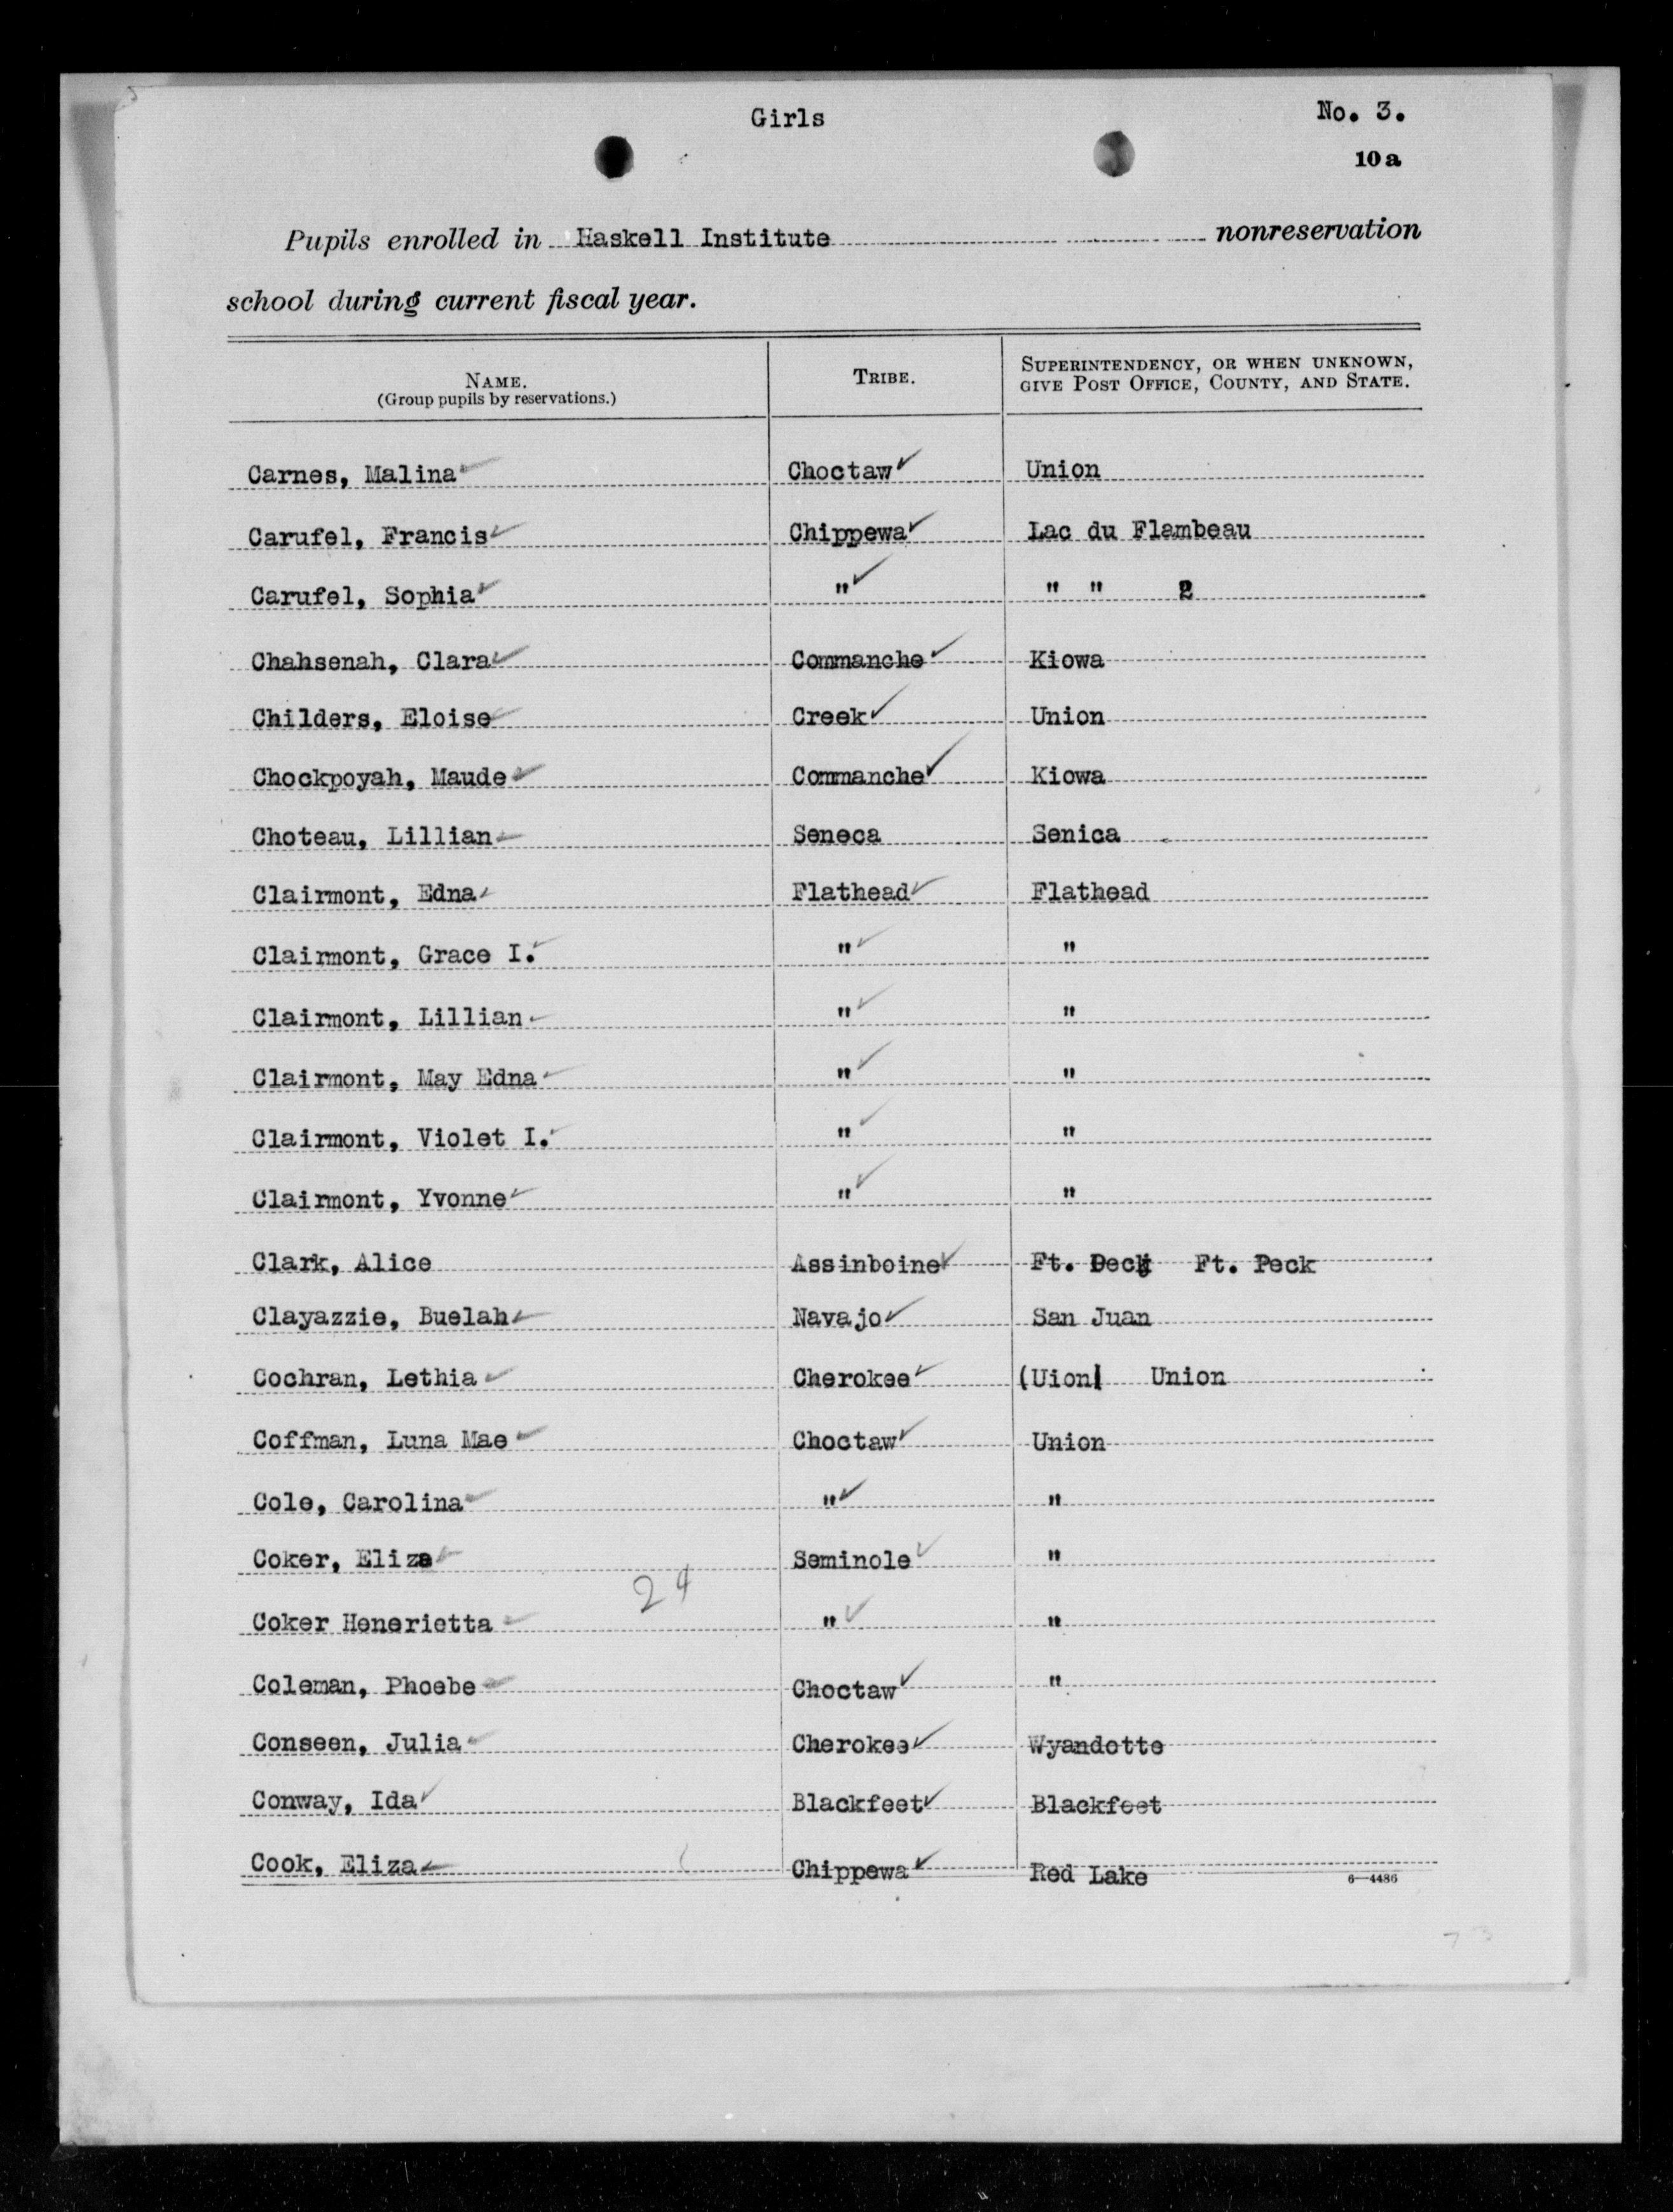 Girls
No. 3.
10 a
Pupils enrolled in Haskell Institute nonreservation
school during current fiscal year.
NAME.
(Group pupils by reservations.)
TRIBE.
SUPERINTENDENCY, OR WHEN UNKNOWN,
GIVE POST OFFICE, COUNTY, AND STATE.
Carnes, Malina Choctaw Union
Carufel, Francis Chippewa Lac du Flambeau
Carufel, Sophia " " "
Chahsenah, Clara Commanche Kiowa
Childers, Eloise Creek Union
Chockpoyah, Maude Commanche Kiowa
Choteau, Lillian Seneca Senica
Clairmont, Edna Flathead Flathead
Clairmont, Grace I. " "
Clairmont, Lillian " "
Clairmont, May Edna " "
Clairmont, Violet I. " "
Clairmont, Yvonne " "
Clark, Alice Assinboine Ft. Ft. Peck
Clayazzie, Buelah Navajo San Juan
Cochran, Lethia Cherokee (Uion| Union
Coffman, Luna Mae Choctaw Union
Cole, Carolina " "
Coker, Eliza Seminole "
24
Coker Henerietta " "
Coleman, Phoebe Choctaw "
Conseen, Julia Cherokee Wyandotte
Conway, Ida Blackfeet Blackfeet
Cook, Eliza Chippewa Red Lake
6—4486